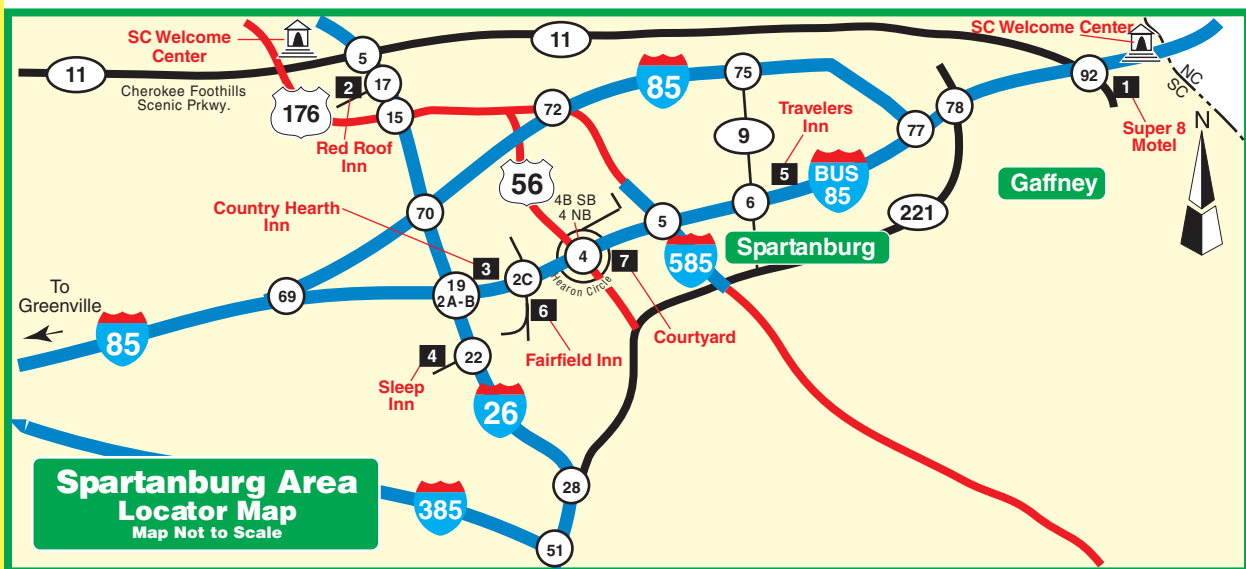 SC Welcome
Center
11
5
11
SC Welcome Center
92
1
Super 8
Motel
NC
SC
N
Cherokee Foothills
Scenic Prkwy.
2
17
176
15
Red Roof
Inn
72
85
75
9
Travelers
Inn
5
BUS
85
77
78
Gaffney
56
4B SB
4 NB
Country Hearth
Inn
70
6
221
5
Spartanburg
585
3
4
7
Hearon Circle
2C
19
2A-B
69
To
Greenville
85
6
Courtyard
Fairfield Inn
4
22
Sleep
Inn
26
28
385
51
Spartanburg Area
Locator Map
Map Not to Scale